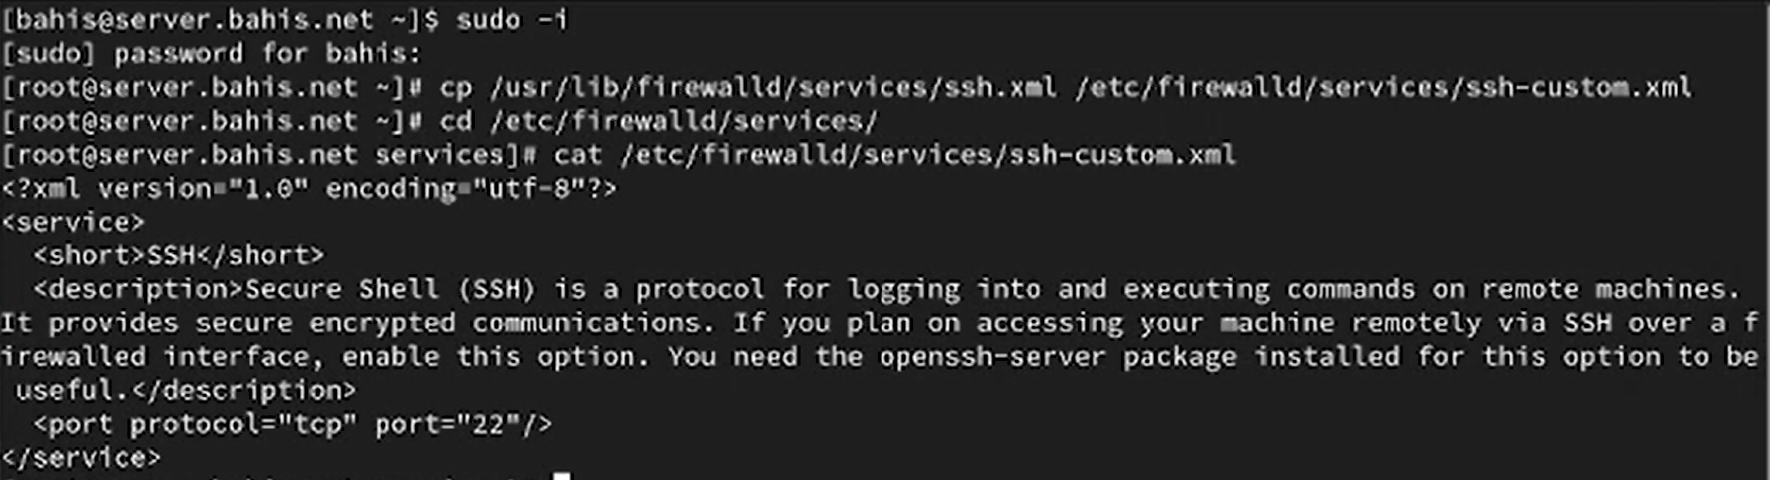 [bahis@server.bahis.net ~]$ sudo -i
[sudo] password for bahis:
[root@server.bahis.net ~]# cp /usr/lib/firewalld/services/ssh.xml /etc/firewalld/services/ssh-custom.xml
[root@server.bahis.net ~]# cd /etc/firewalld/services/
[root@server.bahis.net services]# cat /etc/firewalld/services/ssh-custom.xml
<?xml version="1.0" encoding="utf-8"?>
<service>
  <short>SSH</short>
  <description>Secure Shell (SSH) is a protocol for logging into and executing commands on remote machines.
It provides secure encrypted communications. If you plan on accessing your machine remotely via SSH over a f
irewalled interface, enable this option. You need the openssh-server package installed for this option to be
 useful.</description>
  <port protocol="tcp" port="22"/>
</service>